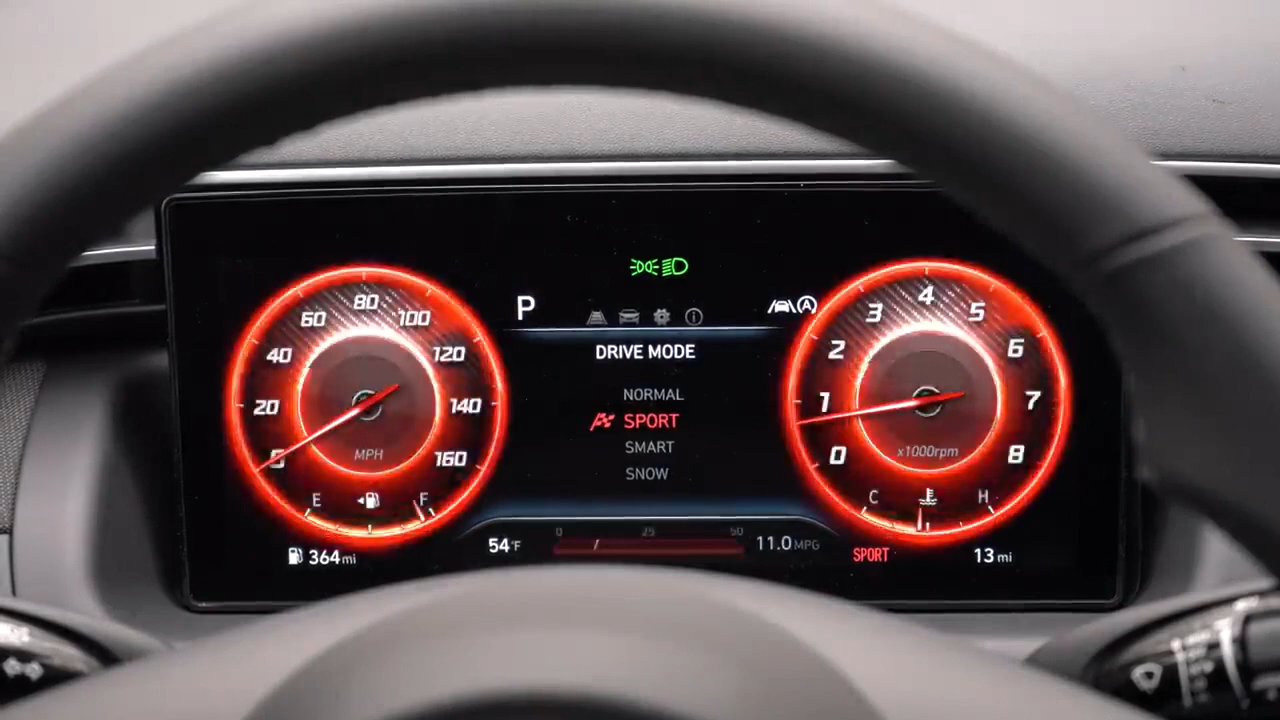 P
A
DRIVE MODE
NORMAL
SPORT
SMART
SNOW
0
20
40
60
80
100
120
140
160
MPH
E
F
364mi
54°F
0 25 50
11.0MPG
0
1
2
3
4
5
6
7
8
x1000rpm
C
H
SPORT
13mi